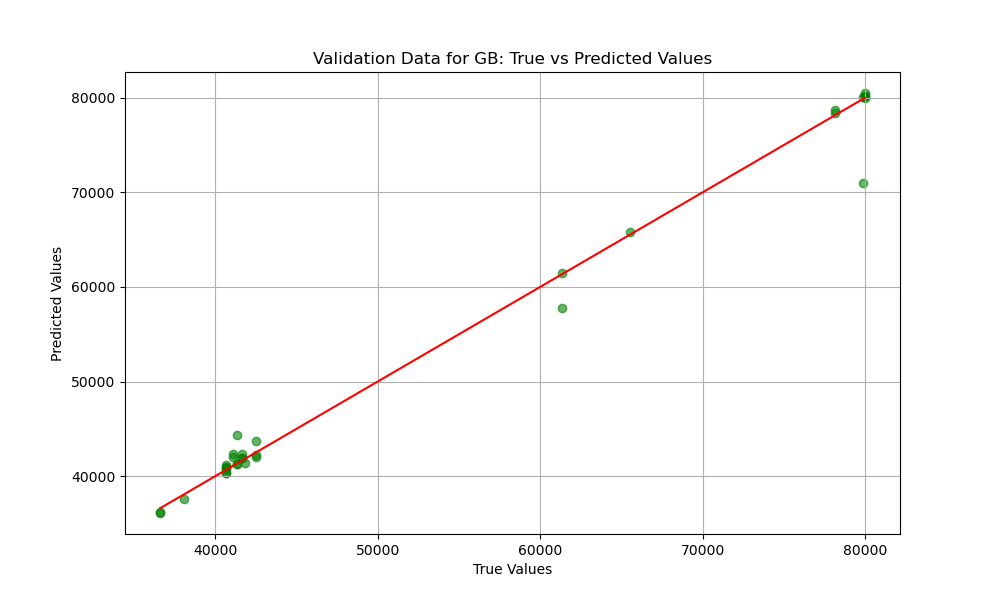 Validation Data for GB: True vs Predicted Values
80000
70000
60000
50000
40000
Predicted Values
40000 50000 60000 70000 80000
True Values